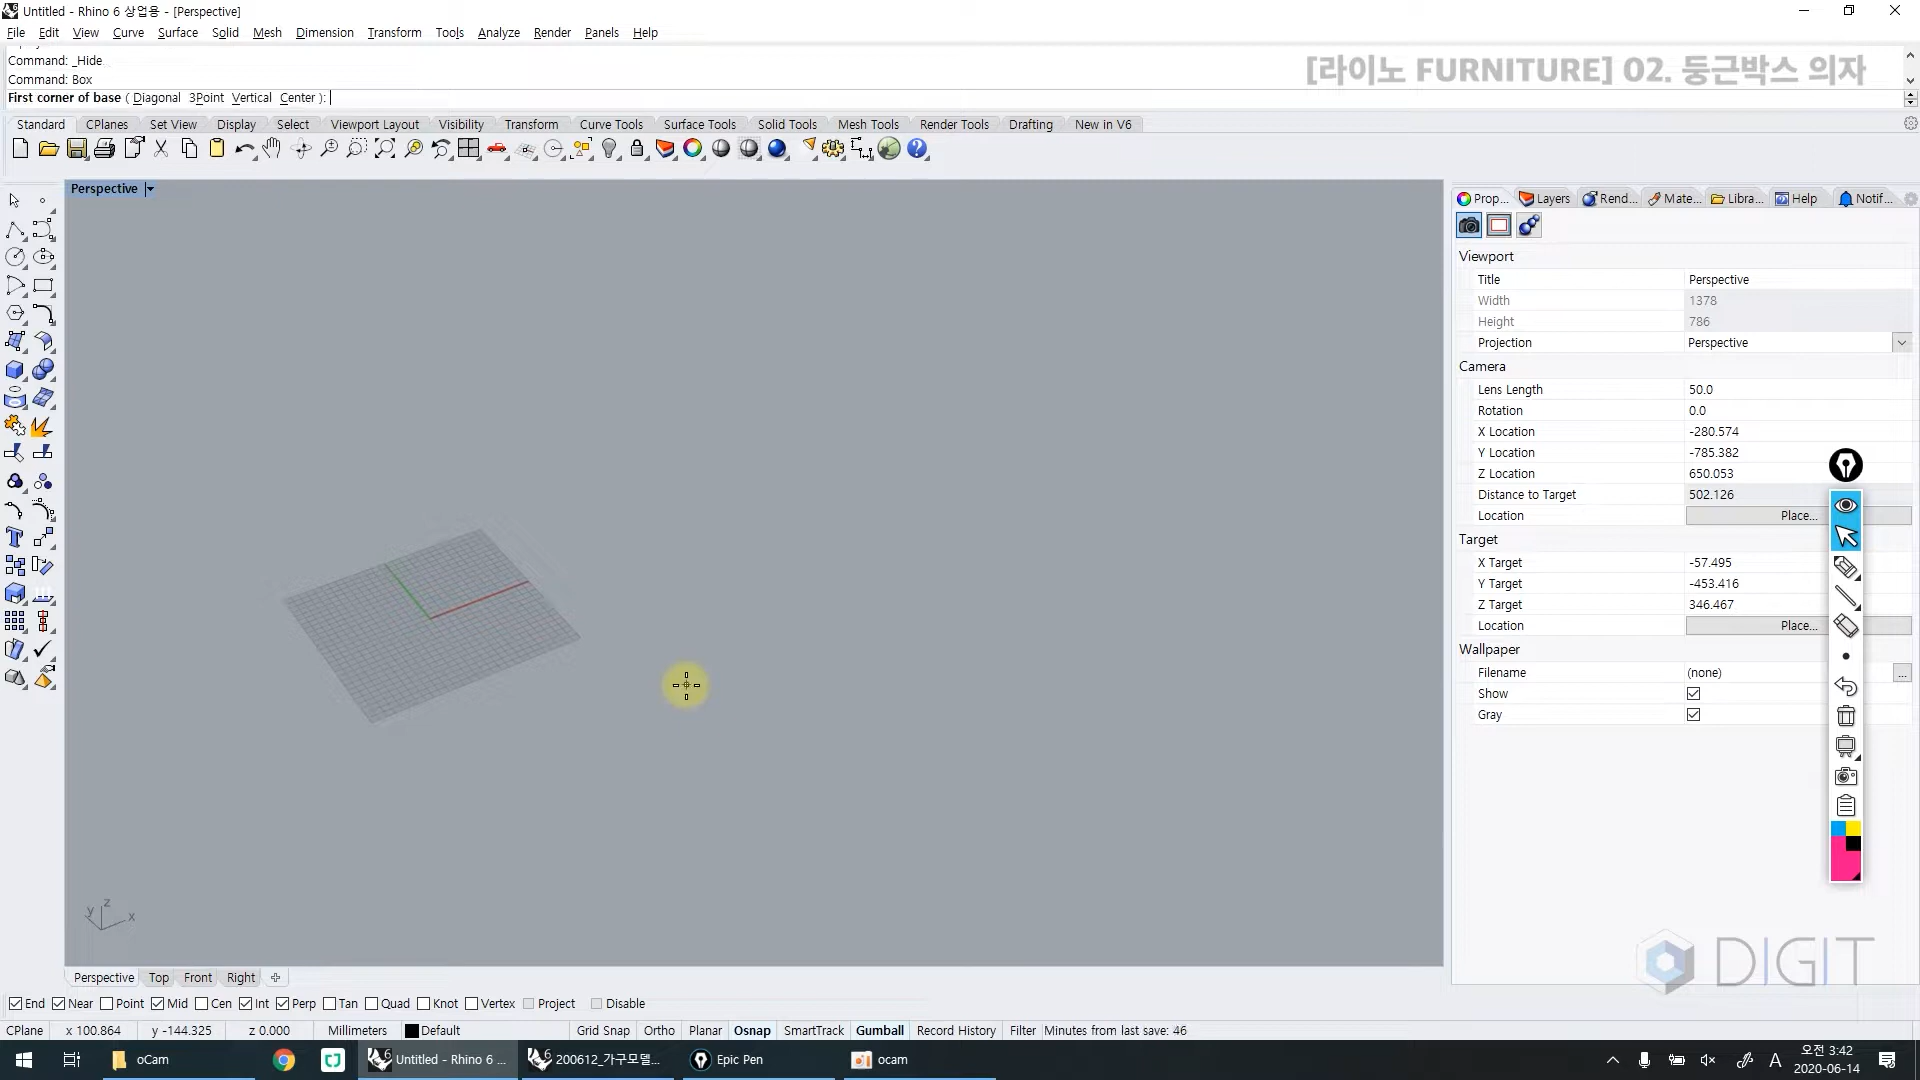 Untitled - Rhino 6 상업용 - [Perspective]
File Edit View Curve Surface Solid Mesh Dimension Transform Tools Analyze Render Panels Help
Command: _Hide
Command: Box
First corner of base ( Diagonal 3Point Vertical Center ):
[라이노 FURNITURE] 02. 둥근박스 의자
Standard CPlanes Set View Display Select Viewport Layout Visibility Transform Curve Tools Surface Tools Solid Tools Mesh Tools Render Tools Drafting New in V6
Perspective
Prop... Layers Rend... Mate... Libra... Help Notif...
Viewport
Title Perspective
Width 1378
Height 786
Projection Perspective
Camera
Lens Length 50.0
Rotation 0.0
X Location -280.574
Y Location -785.382
Z Location 650.053
Distance to Target 502.126
Location Place...
Target
X Target -57.495
Y Target -453.416
Z Target 346.467
Location Place...
Wallpaper
Filename (none) ...
Show
Gray
z
y x
DIGIT
Perspective Top Front Right
End Near Point Mid Cen Int Perp Tan Quad Knot Vertex Project Disable
CPlane x 100.864 y -144.325 z 0.000 Millimeters Default Grid Snap Ortho Planar Osnap SmartTrack Gumball Record History Filter Minutes from last save: 46
oCam Untitled - Rhino 6 ... 200612_가구모델... Epic Pen ocam A 오전 3:42
2020-06-14